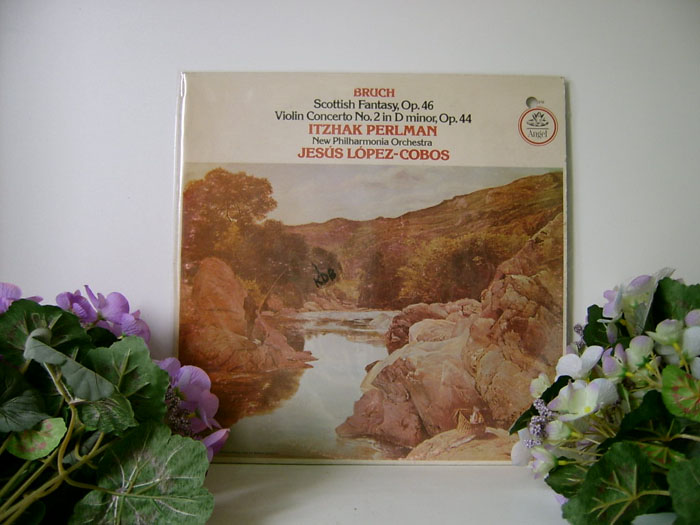 BRUCH
Scottish Fantasy, Op. 46
Violin Concerto No. 2 in D minor, Op. 44
ITZHAK PERLMAN
New Philharmonia Orchestra
JESÚS LÓPEZ-COBOS
Angel
KDB